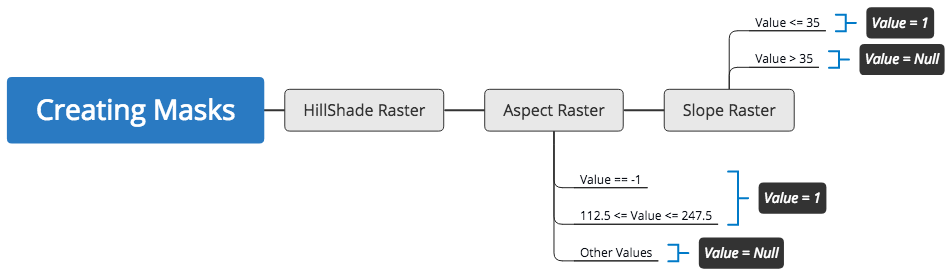 Value <= 35
Value = 1
Value > 35
Value = Null
Creating Masks
HillShade Raster
Aspect Raster
Slope Raster
Value == -1
112.5 <= Value <= 247.5
Value = 1
Other Values
Value = Null